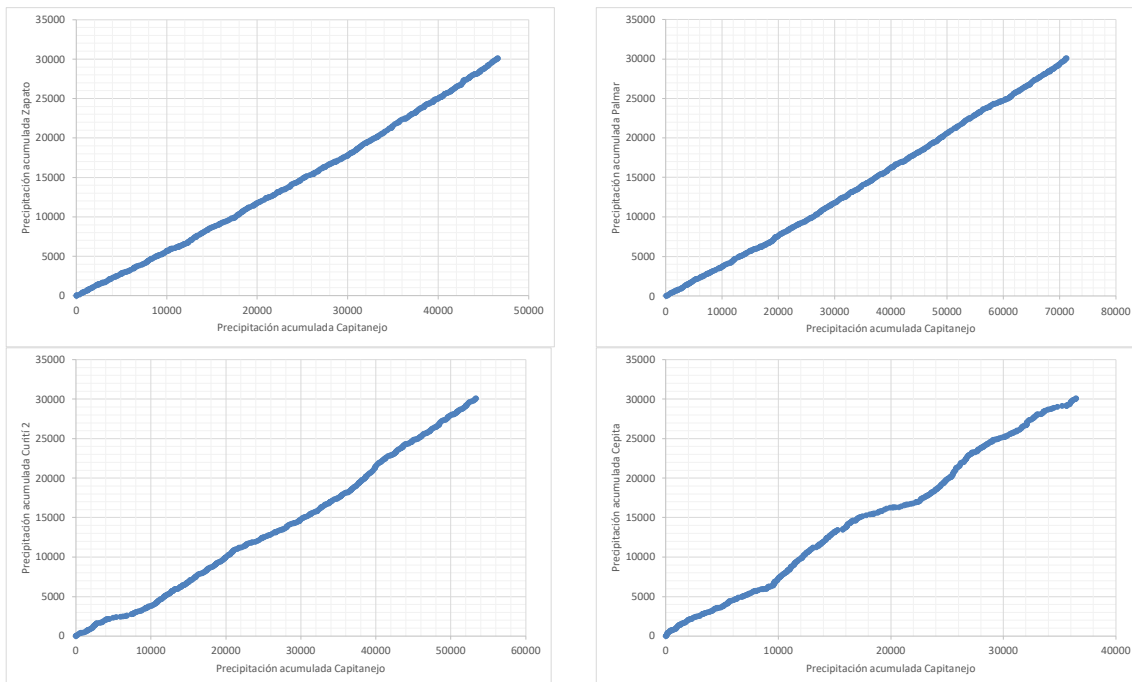 35000
30000
25000
20000
15000
10000
5000
0
0 10000 20000 30000 40000 50000
Precipitación acumulada Zapato
Precipitación acumulada Capitanejo
35000
30000
25000
20000
15000
10000
5000
0
0 10000 20000 30000 40000 50000 60000 70000 80000
Precipitación acumulada Palmar
Precipitación acumulada Capitanejo
35000
30000
25000
20000
15000
10000
5000
0
0 10000 20000 30000 40000 50000 60000
Precipitación acumulada Curití 2
Precipitación acumulada Capitanejo
35000
30000
25000
20000
15000
10000
5000
0
0 10000 20000 30000 40000
Precipitación acumulada Cepita
Precipitación acumulada Capitanejo